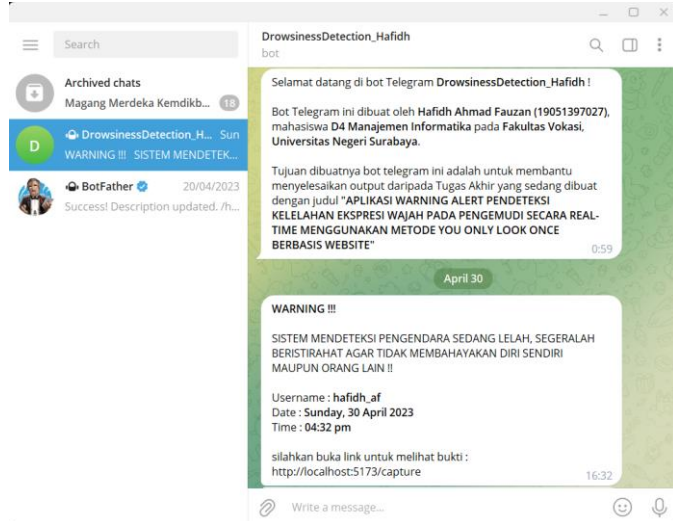 Search
Archived chats
Magang Merdeka Kemdikb... 18
D
DrowsinessDetection_H... Sun
WARNING !!! SISTEM MENDETEK...
BotFather 20/04/2023
Success! Description updated. /h...
DrowsinessDetection_Hafidh
bot
Selamat datang di bot Telegram DrowsinessDetection_Hafidh !
Bot Telegram ini dibuat oleh Hafidh Ahmad Fauzan (19051397027),
mahasiswa D4 Manajemen Informatika pada Fakultas Vokasi,
Universitas Negeri Surabaya.
Tujuan dibuatnya bot telegram ini adalah untuk membantu
menyelesaikan output daripada Tugas Akhir yang sedang dibuat
dengan judul "APLIKASI WARNING ALERT PENDETEKSI
KELELAHAN EKSPRESI WAJAH PADA PENGEMUDI SECARA REAL-
TIME MENGGUNAKAN METODE YOU ONLY LOOK ONCE
BERBASIS WEBSITE"
0:59
April 30
WARNING !!!
SISTEM MENDETEKSI PENGENDARA SEDANG LELAH, SEGERALAH
BERISTIRAHAT AGAR TIDAK MEMBAHAYAKAN DIRI SENDIRI
MAUPUN ORANG LAIN !!
Username : hafidh_af
Date : Sunday, 30 April 2023
Time : 04:32 pm
silahkan buka link untuk melihat bukti :
http://localhost:5173/capture
16:32
Write a message...